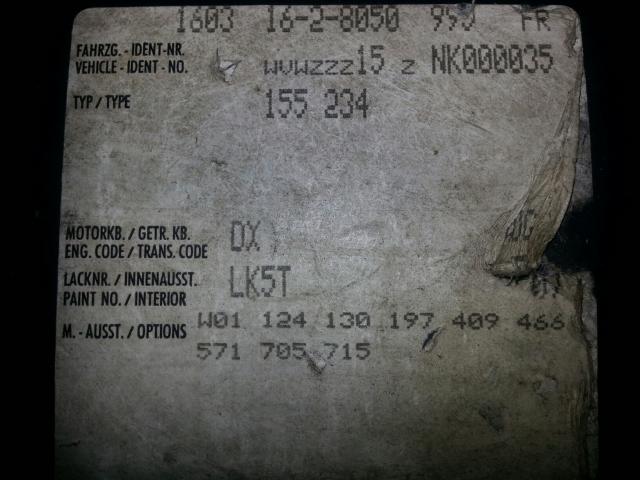 1603 16-2-8050 FR
FAHRZG. - IDENT-NR.
VEHICLE - IDENT - NO. WVWZZZ15 Z NK000035
TYP / TYPE 155 234
MOTORKB. / GETR. KB.
ENG. CODE / TRANS. CODE DX
LACKNR. / INNENAUSST.
PAINT NO. / INTERIOR LK5T
M. - AUSST. / OPTIONS W01 124 130 197 409 466
571 705 715